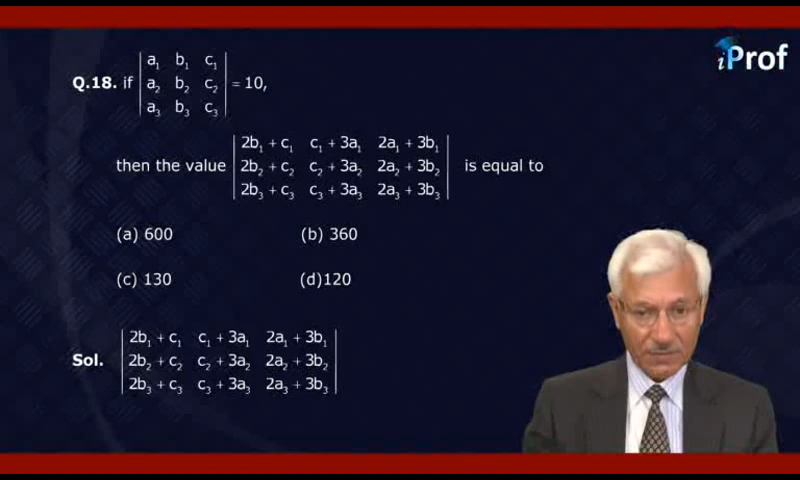 iProf
Q.18. if | a₁ b₁ c₁ |
| a₂ b₂ c₂ | = 10,
| a₃ b₃ c₃ |
| 2b₁ + c₁ c₁ + 3a₁ 2a₁ + 3b₁ |
then the value | 2b₂ + c₂ c₂ + 3a₂ 2a₂ + 3b₂ | is equal to
| 2b₃ + c₃ c₃ + 3a₃ 2a₃ + 3b₃ |
(a) 600 (b) 360
(c) 130 (d)120
| 2b₁ + c₁ c₁ + 3a₁ 2a₁ + 3b₁ |
Sol. | 2b₂ + c₂ c₂ + 3a₂ 2a₂ + 3b₂ |
| 2b₃ + c₃ c₃ + 3a₃ 2a₃ + 3b₃ |